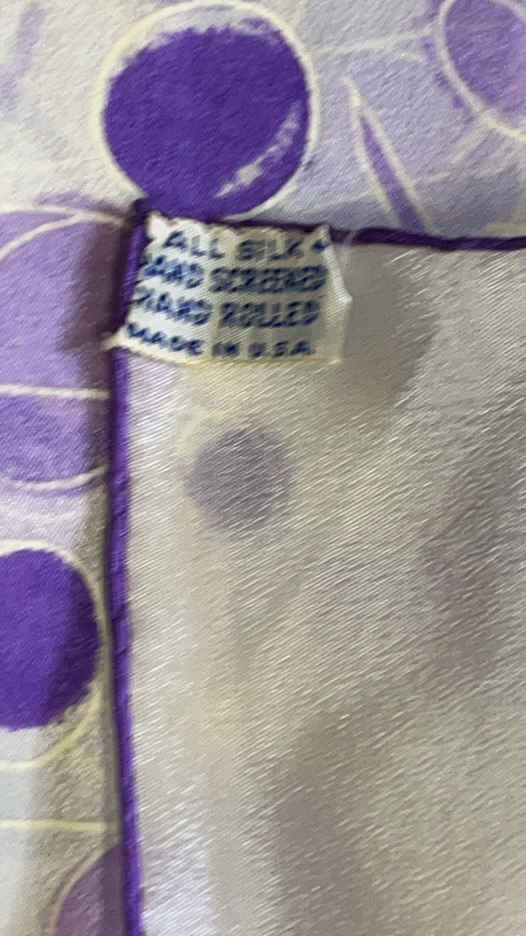 ALL SILK
HAND SCREENED
HAND ROLLED
MADE IN U.S.A.